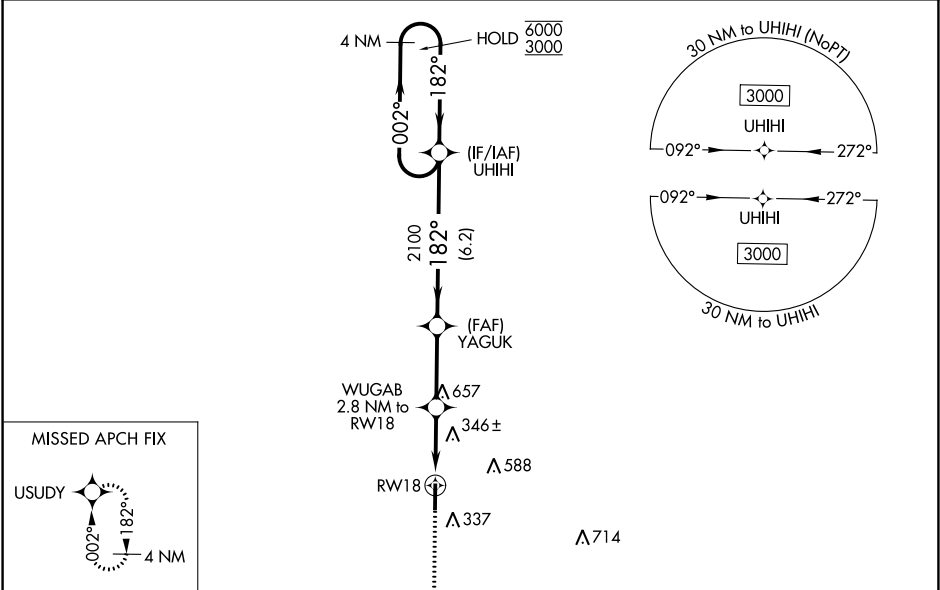 4 NM
HOLD 6000
3000
182°
002°
(IF/IAF)
UHIHI
2100
182°
(6.2)
(FAF)
YAGUK
WUGAB
2.8 NM to
RW18
657
346±
588
RW18
337
714
30 NM to UHIHI (NoPT)
3000
UHIHI
092°
272°
092°
272°
UHIHI
3000
30 NM to UHIHI
MISSED APCH FIX
USUDY
002°
182°
4 NM